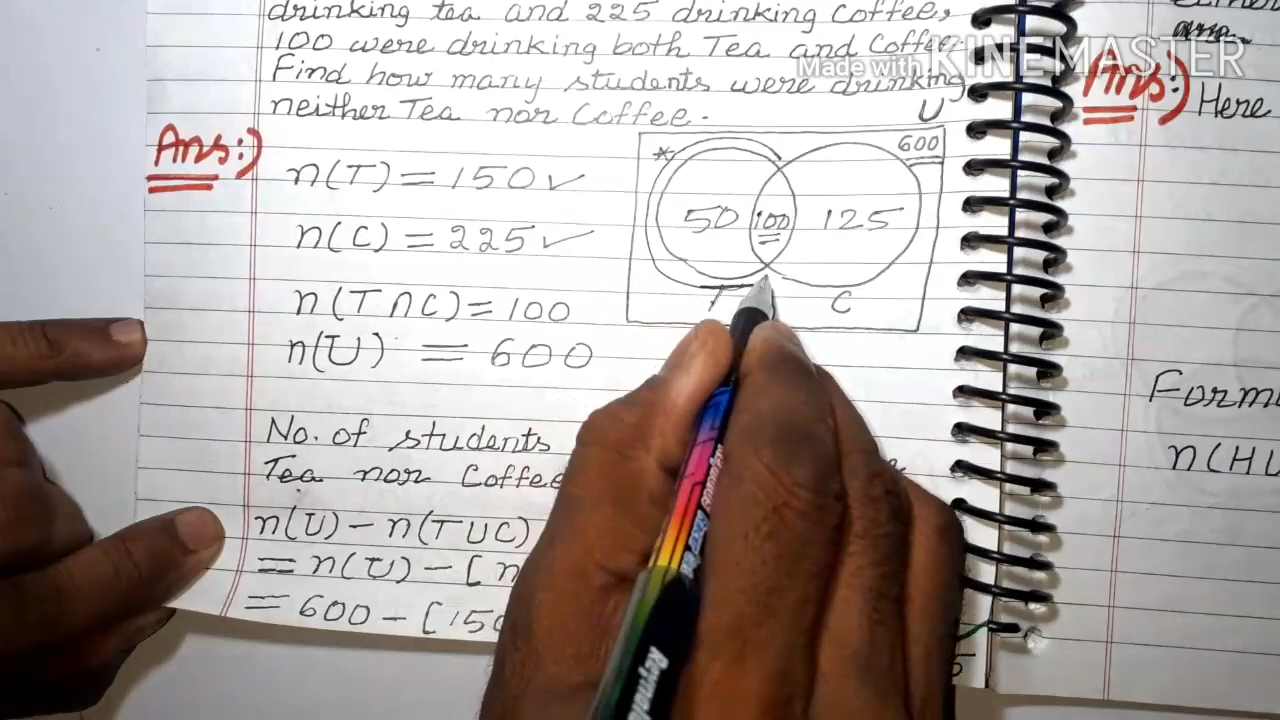 drinking tea and 225 drinking coffee,
100 were drinking both Tea and Coffee.
Find how many students were drinking
neither Tea nor Coffee.
Made with KINEMASTER
Ans:)
n(T) = 150 ✓
n(C) = 225 ✓
n(T∩C) = 100
n(U) = 600
U
600
50 100 125
T C
No. of students
Tea nor Coffee
n(U) - n(T∪C)
= n(U) - [n
= 600 - [150
Ans:)
Here
Form
n(HU
Reynol